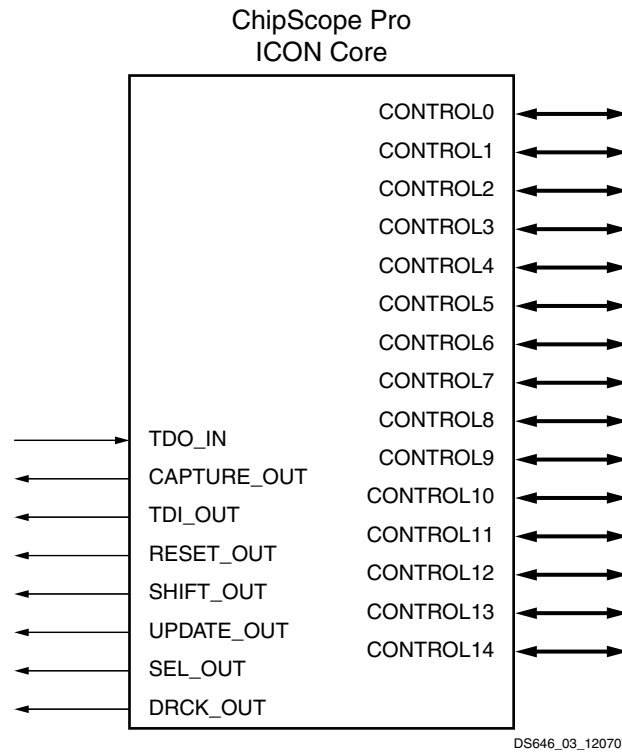 ChipScope Pro
ICON Core
CONTROL0
CONTROL1
CONTROL2
CONTROL3
CONTROL4
CONTROL5
CONTROL6
CONTROL7
CONTROL8
CONTROL9
CONTROL10
CONTROL11
CONTROL12
CONTROL13
CONTROL14
TDO_IN
CAPTURE_OUT
TDI_OUT
RESET_OUT
SHIFT_OUT
UPDATE_OUT
SEL_OUT
DRCK_OUT
DS646_03_12070